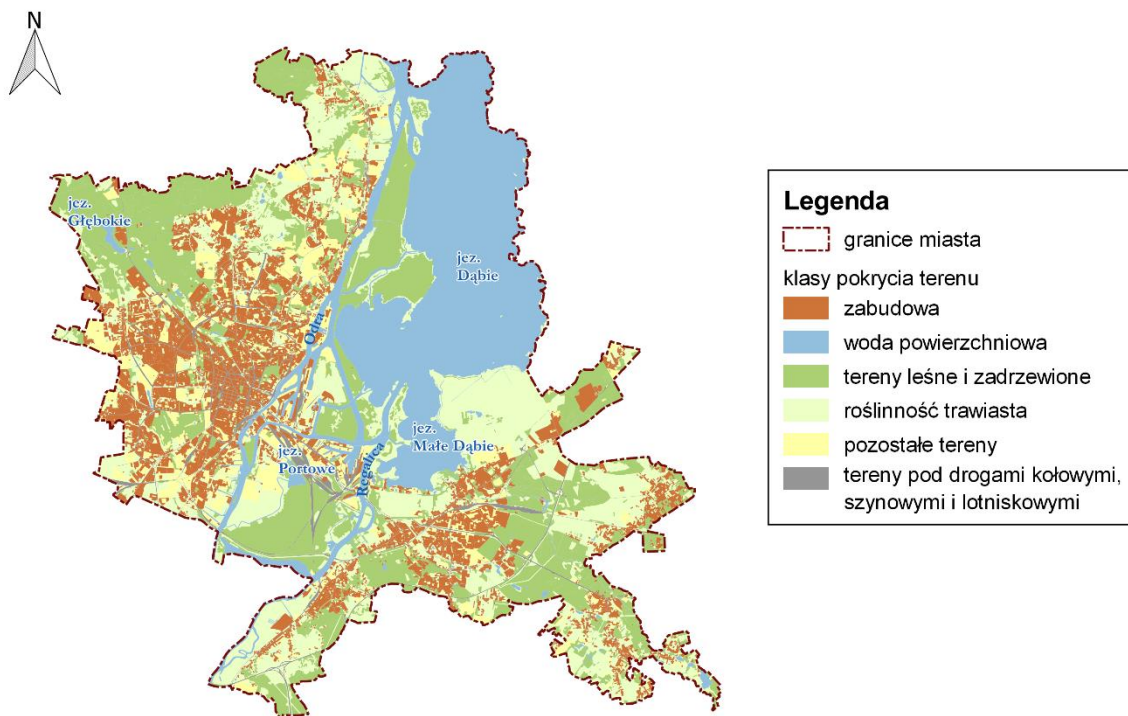 N
jez.
Głębokie
jez.
Dąbie
Odra
jez.
Małe Dąbie
jez.
Portowe
Regalica
Legenda
granice miasta
klasy pokrycia terenu
zabudowa
woda powierzchniowa
tereny leśne i zadrzewione
roślinność trawiasta
pozostałe tereny
tereny pod drogami kołowymi,
szynowymi i lotniskowymi